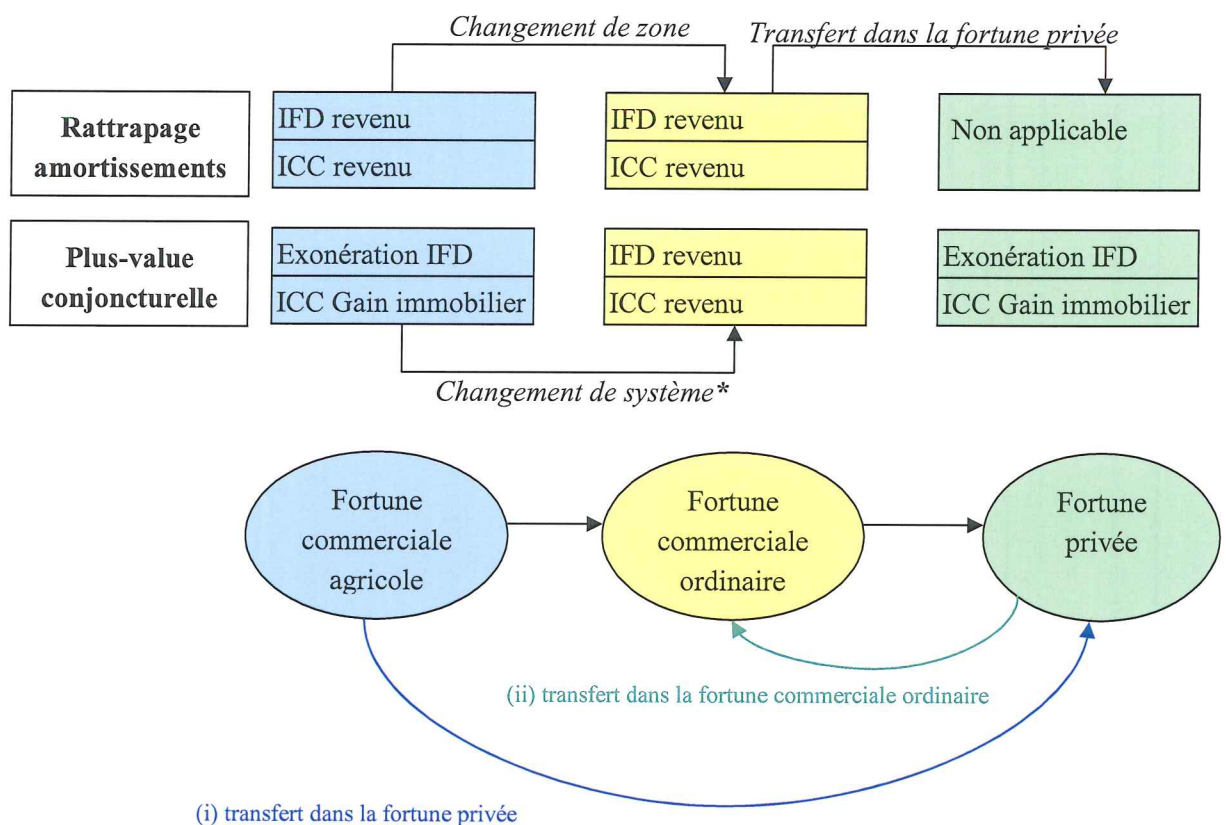 Changement de zone
Transfert dans la fortune privée
Rattrapage
amortissements
IFD revenu
ICC revenu
IFD revenu
ICC revenu
Non applicable
Plus-value
conjoncturelle
Exonération IFD
ICC Gain immobilier
IFD revenu
ICC revenu
Exonération IFD
ICC Gain immobilier
Changement de système*
Fortune
commerciale
agricole
Fortune
commerciale
ordinaire
Fortune
privée
(ii) transfert dans la fortune commerciale ordinaire
(i) transfert dans la fortune privée